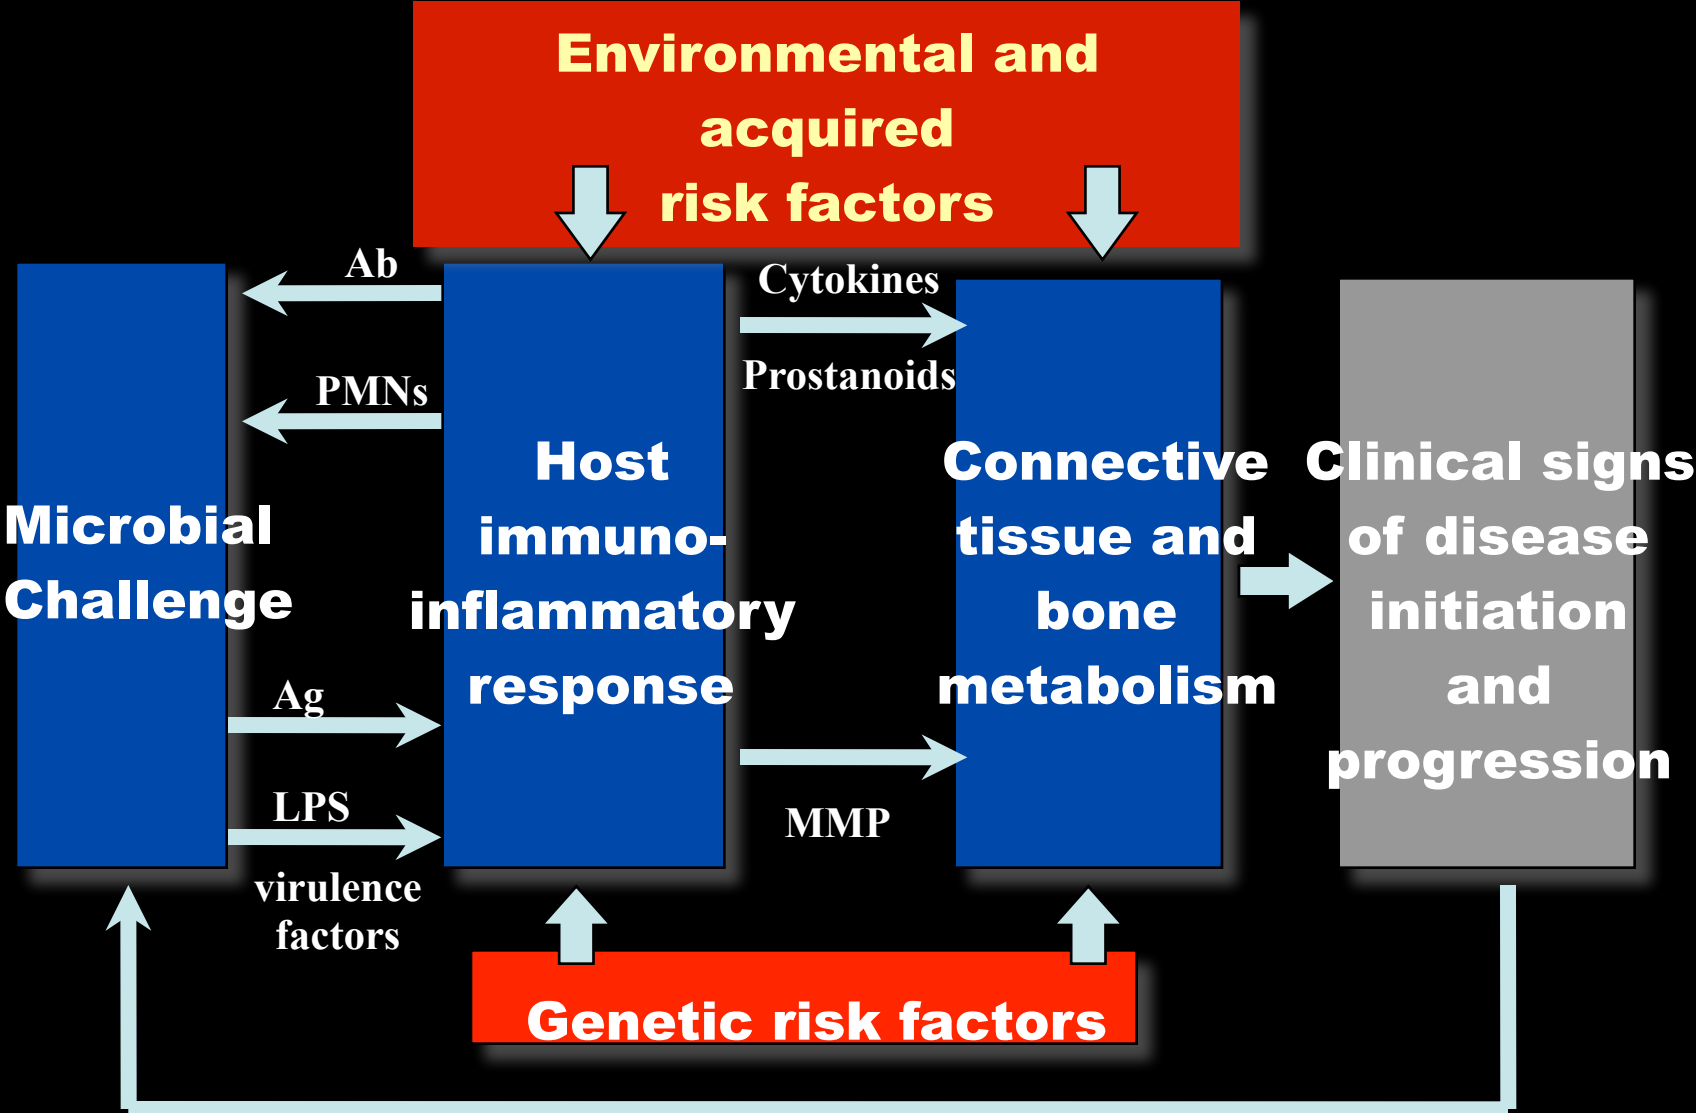 Environmental and
acquired
risk factors
Ab
PMNs
Microbial
Challenge
Ag
LPS
virulence
factors
Host
immuno-
inflammatory
response
Cytokines
Prostanoids
MMP
Connective
tissue and
bone
metabolism
Clinical signs
of disease
initiation
and
progression
Genetic risk factors